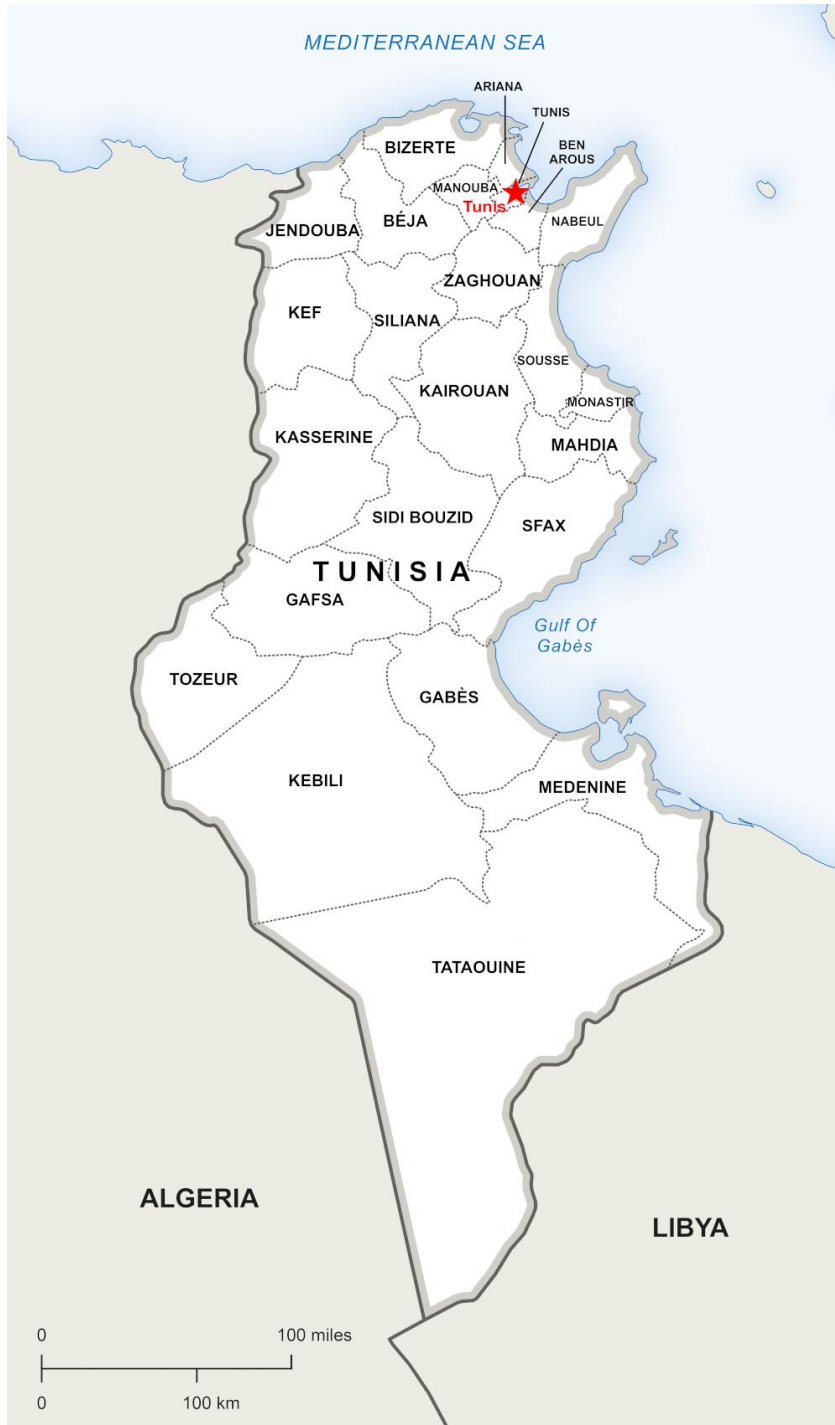 MEDITERRANEAN SEA
ARIANA
TUNIS
BEN
AROUS
BIZERTE
MANOUBA
Tunis
NABEUL
JENDOUBA
BÉJA
ZAGHOUAN
KEF
SILIANA
SOUSSE
KAIROUAN
MONASTIR
KASSERINE
MAHDIA
SIDI BOUZID
SFAX
TUNISIA
GAFSA
Gulf Of
Gabès
TOZEUR
GABÈS
KEBILI
MEDENINE
TATAOUINE
ALGERIA
LIBYA
0
100 miles
0
100 km